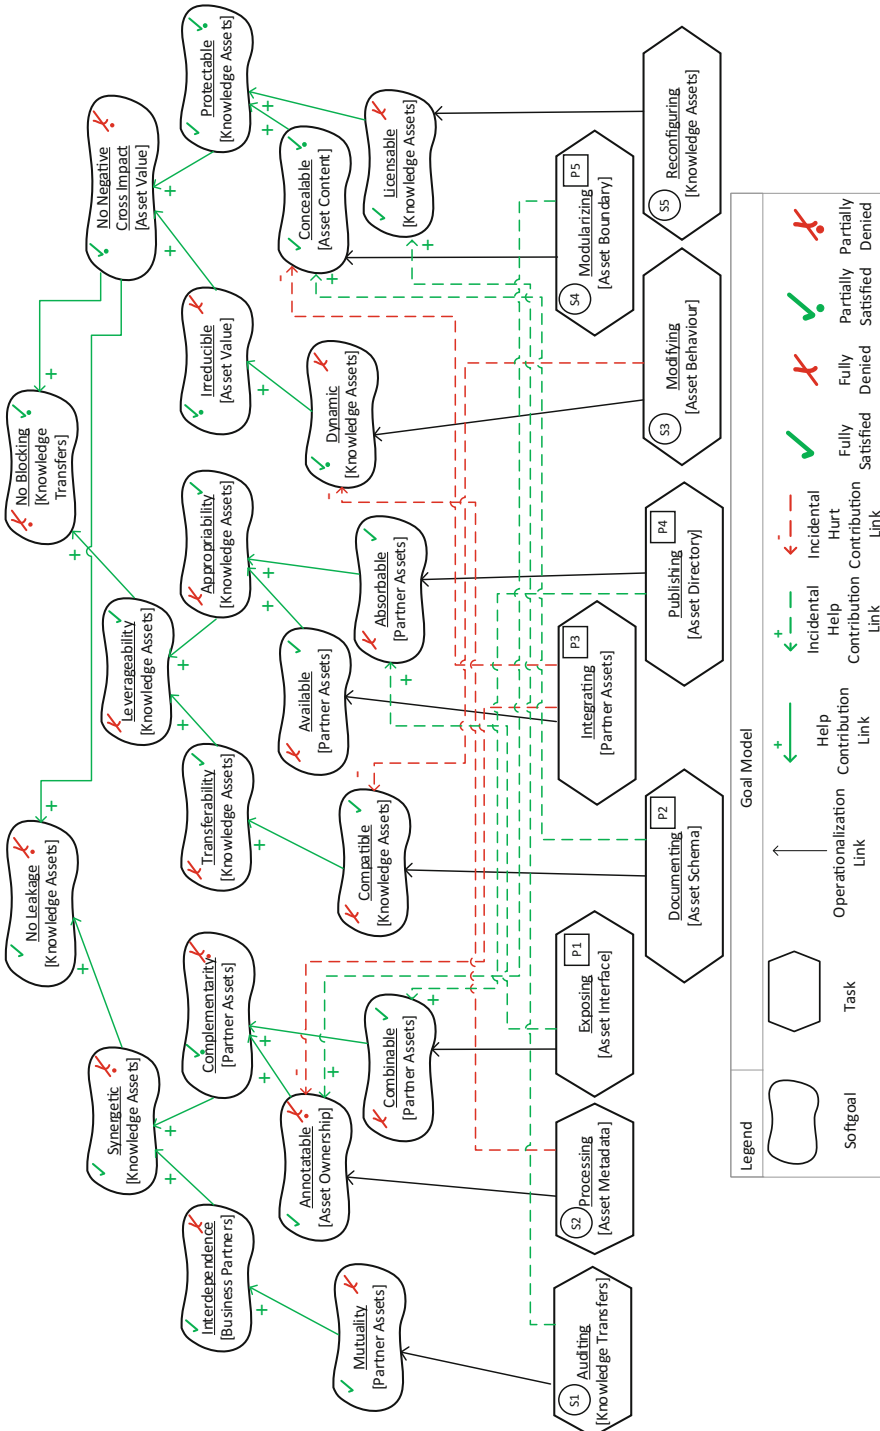 No Leakage
[Knowledge Assets]
No Blocking
[Knowledge
Transfers]
Synergetic
[Knowledge Assets]
Leverageability
[Knowledge Assets]
No Negative
Cross Impact
[Asset Value]
Interdependence
[Business Partners]
Complementarity
[Partner Assets]
Transferability
[Knowledge Assets]
Appropriability
[Knowledge Assets]
Irreducible
[Asset Value]
Protectable
[Knowledge Assets]
Annotatable
[Asset Ownership]
Available
[Partner Assets]
Concealable
[Asset Content]
Mutuality
[Partner Assets]
Combinable
[Partner Assets]
Compatible
[Knowledge Assets]
Absorbable
[Partner Assets]
Dynamic
[Knowledge Assets]
Licensable
[Knowledge Assets]
S1
Auditing
[Knowledge Transfers]
S2
Processing
[Asset Metadata]
P1
Exposing
[Asset Interface]
P3
Integrating
[Partner Assets]
S4
P5
Modularizing
[Asset Boundary]
P2
Documenting
[Asset Schema]
P4
Publishing
[Asset Directory]
S3
Modifying
[Asset Behaviour]
S5
Reconfiguring
[Knowledge Assets]
Legend
Goal Model
Softgoal
Task
Operationalization
Link
Help
Contribution
Link
Incidental
Help
Contribution
Link
Incidental
Hurt
Contribution
Link
Fully
Satisfied
Fully
Denied
Partially
Satisfied
Partially
Denied